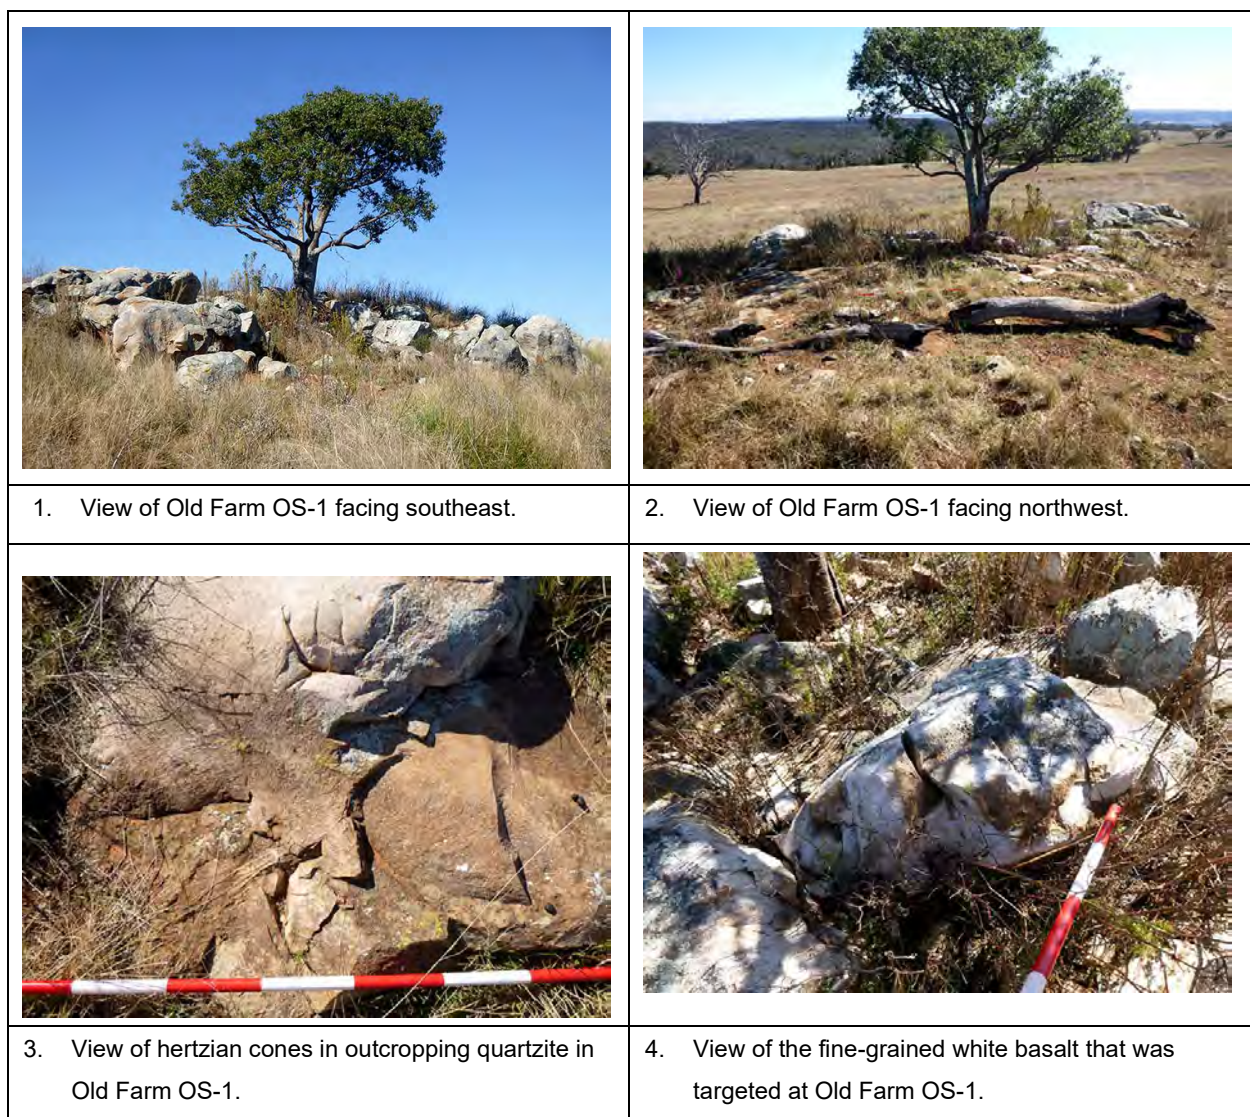 1. View of Old Farm OS-1 facing southeast.
2. View of Old Farm OS-1 facing northwest.
3. View of hertzian cones in outcropping quartzite in
Old Farm OS-1.
4. View of the fine-grained white basalt that was
targeted at Old Farm OS-1.